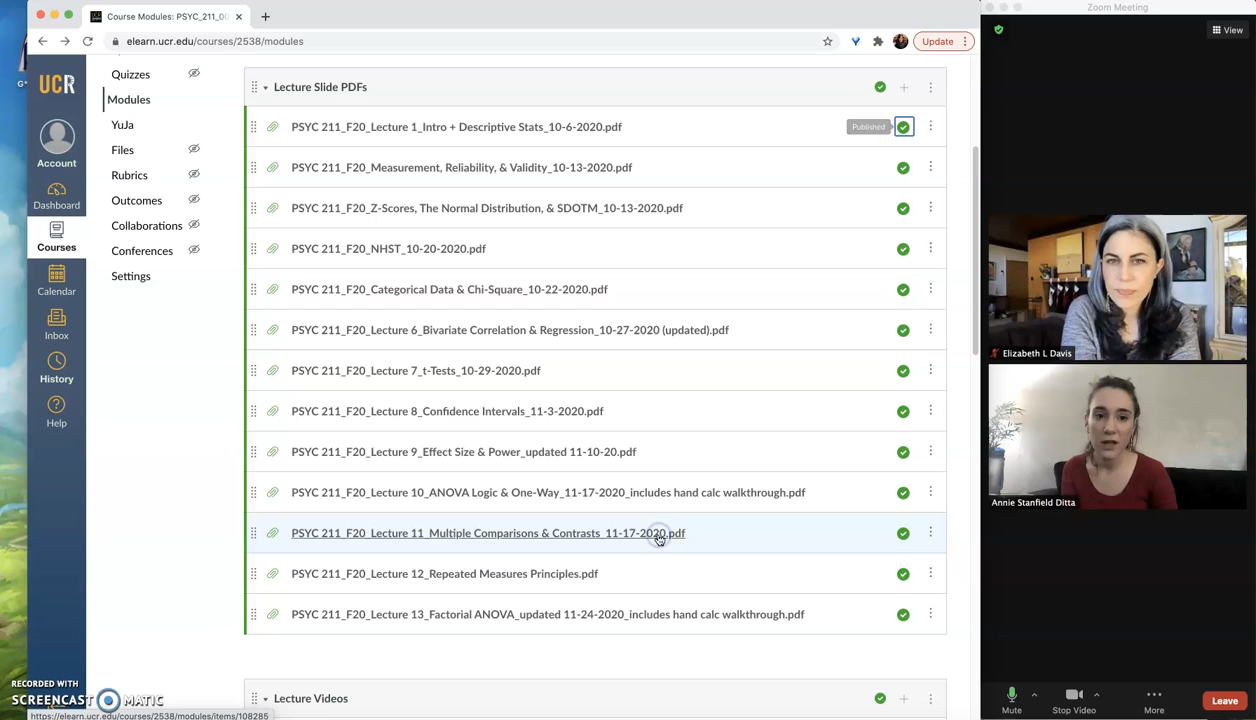 Course Modules: PSYC_211_00
Zoom Meeting
elearn.ucr.edu/courses/2538/modules
Update
View
G
UCR
Quizzes
Modules
YuJa
Files
Rubrics
Outcomes
Collaborations
Conferences
Settings
Account
Dashboard
Courses
Calendar
Inbox
History
Help
Lecture Slide PDFs
PSYC 211_F20_Lecture 1_Intro + Descriptive Stats_10-6-2020.pdf
Published
PSYC 211_F20_Measurement, Reliability, & Validity_10-13-2020.pdf
PSYC 211_F20_Z-Scores, The Normal Distribution, & SDOTM_10-13-2020.pdf
PSYC 211_F20_NHST_10-20-2020.pdf
PSYC 211_F20_Categorical Data & Chi-Square_10-22-2020.pdf
PSYC 211_F20_Lecture 6_Bivariate Correlation & Regression_10-27-2020 (updated).pdf
PSYC 211_F20_Lecture 7_t-Tests_10-29-2020.pdf
PSYC 211_F20_Lecture 8_Confidence Intervals_11-3-2020.pdf
PSYC 211_F20_Lecture 9_Effect Size & Power_updated 11-10-20.pdf
PSYC 211_F20_Lecture 10_ANOVA Logic & One-Way_11-17-2020_includes hand calc walkthrough.pdf
PSYC 211_F20_Lecture 11_Multiple Comparisons & Contrasts_11-17-2020.pdf
PSYC 211_F20_Lecture 12_Repeated Measures Principles.pdf
PSYC 211_F20_Lecture 13_Factorial ANOVA_updated 11-24-2020_includes hand calc walkthrough.pdf
Lecture Videos
Elizabeth L Davis
Annie Stanfield Ditta
Mute
Stop Video
More
Leave
RECORDED WITH
SCREENCAST MATIC
https://elearn.ucr.edu/courses/2538/modules/items/108285